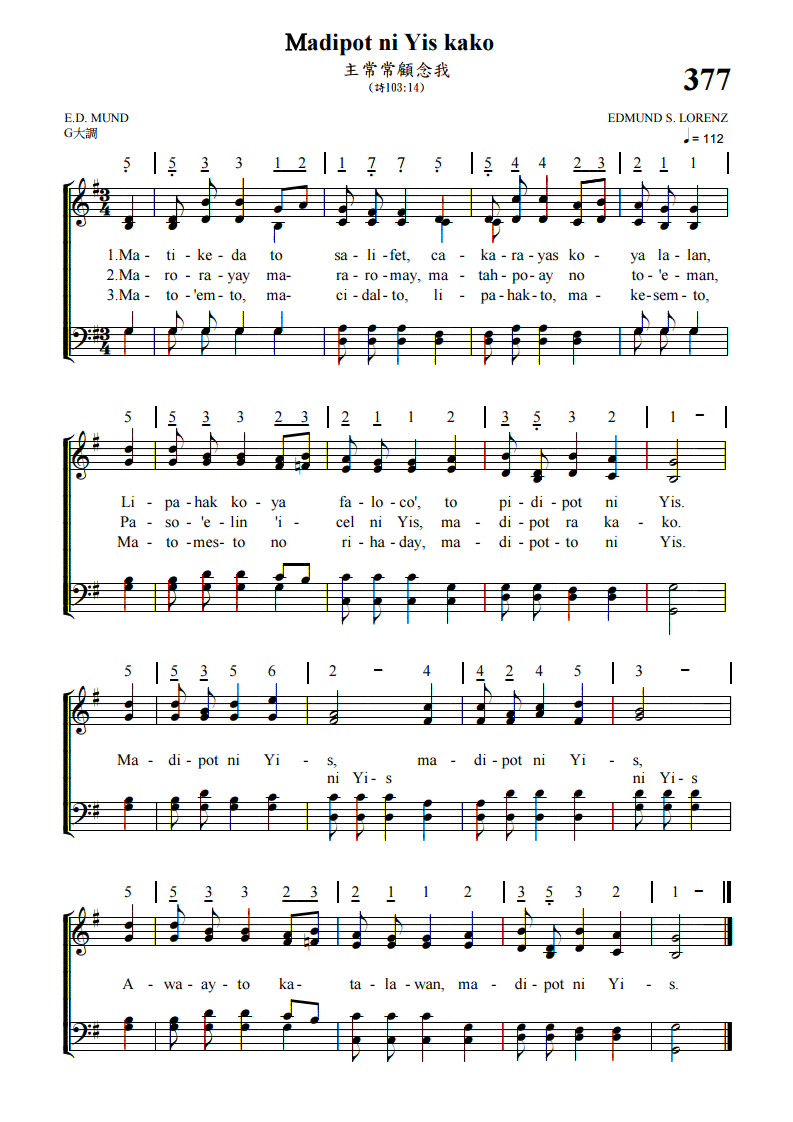 Madipot ni Yis kako
主常常顧念我
(詩103:14)
377
E.D. MUND
EDMUND S. LORENZ
G大調
♩= 112
5 | 5 3 3 1 2 | 1 7 7 5 | 5 4 4 2 3 | 2 1 1 |
1.Ma - ti - ke-da to sa - li - fet, ca - ka - ra - yas ko - ya la - lan,
2.Ma - ro - ra - yay ma - ra - ro - may, ma - tah - po - ay no to - 'e - man,
3.Ma - to - 'em - to, ma - ci - dal - to, li - pa - hak - to, ma - ke - sem - to,
5 | 5 3 3 2 3 | 2 1 1 2 | 3 5 3 2 | 1 - |
Li - pa - hak ko - ya fa - lo - co', to pi - di - pot ni Yis.
Pa - so - 'e - lin 'i - cel ni Yis, ma - di - pot ra ka - ko.
Ma - to - mes - to no ri - ha - day, ma - di - pot - to ni Yis.
5 | 5 3 5 6 | 2 - 4 | 4 2 4 5 | 3 - |
Ma - di - pot ni Yi - s, ma - di - pot ni Yi - s,
ni Yi - s ni Yi - s
5 | 5 3 3 2 3 | 2 1 1 2 | 3 5 3 2 | 1 - ||
A - wa - ay - to ka - ta - la - wan, ma - di - pot ni Yi - s.